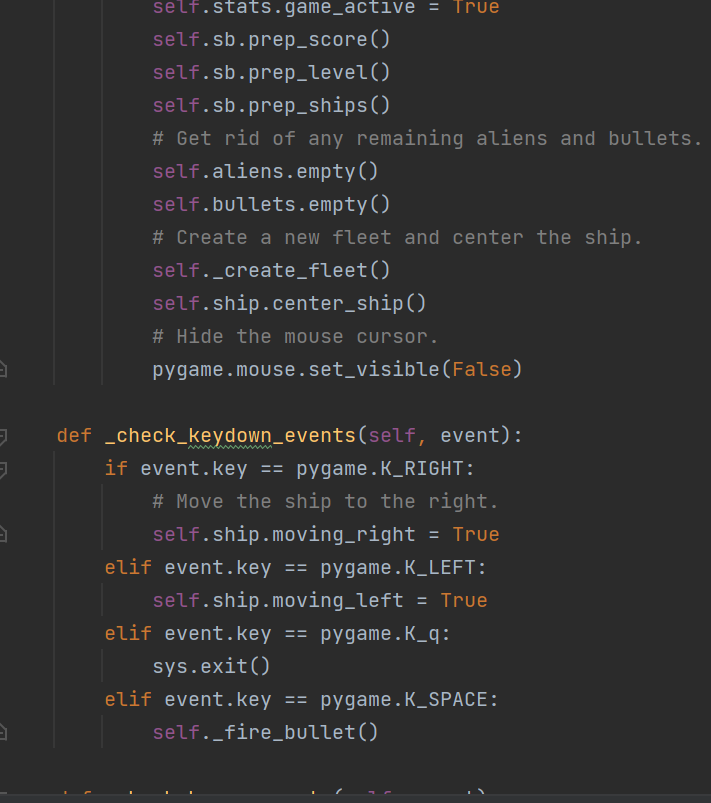 self.stats.game_active = True
self.sb.prep_score()
self.sb.prep_level()
self.sb.prep_ships()
# Get rid of any remaining aliens and bullets.
self.aliens.empty()
self.bullets.empty()
# Create a new fleet and center the ship.
self._create_fleet()
self.ship.center_ship()
# Hide the mouse cursor.
pygame.mouse.set_visible(False)
def _check_keydown_events(self, event):
if event.key == pygame.K_RIGHT:
# Move the ship to the right.
self.ship.moving_right = True
elif event.key == pygame.K_LEFT:
self.ship.moving_left = True
elif event.key == pygame.K_q:
sys.exit()
elif event.key == pygame.K_SPACE:
self._fire_bullet()